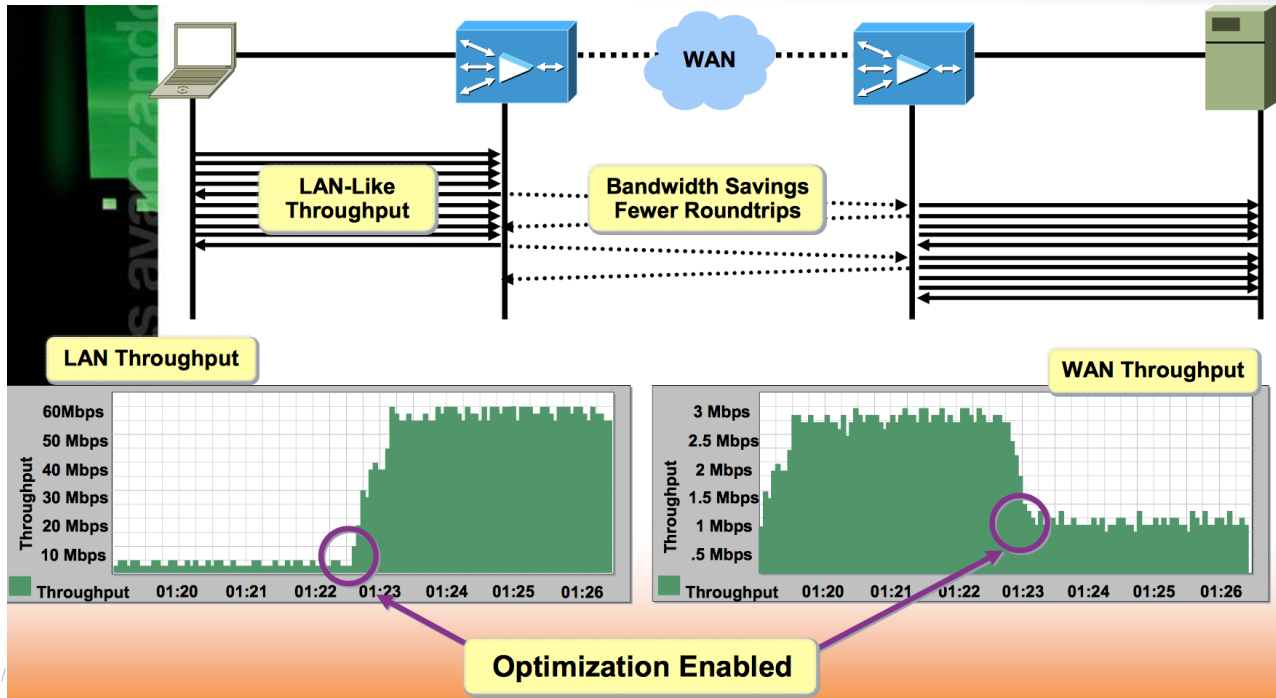 s avanzando
WAN
LAN-Like
Throughput
Bandwidth Savings
Fewer Roundtrips
LAN Throughput
WAN Throughput
60Mbps
50 Mbps
40 Mbps
30 Mbps
20 Mbps
10 Mbps
Throughput
Throughput
01:20 01:21 01:22 01:23 01:24 01:25 01:26
3 Mbps
2.5 Mbps
2 Mbps
1.5 Mbps
1 Mbps
.5 Mbps
Throughput
Throughput
01:20 01:21 01:22 01:23 01:24 01:25 01:26
Optimization Enabled
/